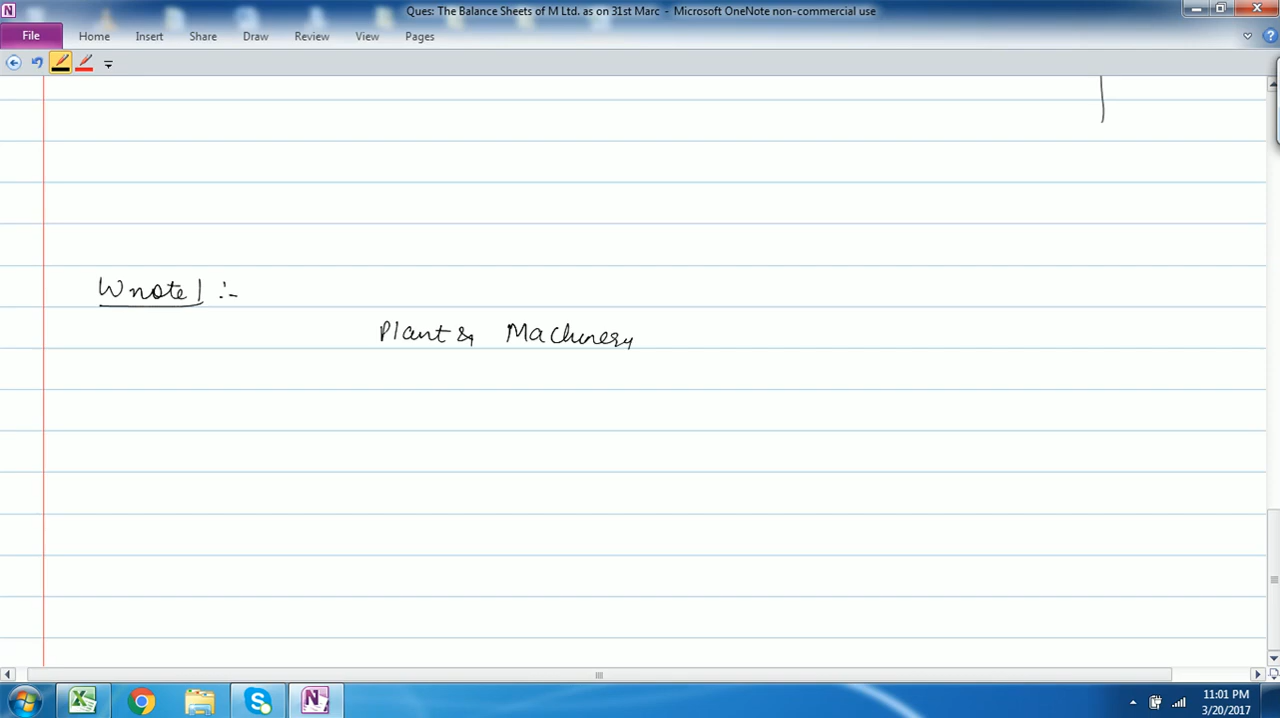 Ques: The Balance Sheets of M Ltd. as on 31st Marc - Microsoft OneNote non-commercial use
File Home Insert Share Draw Review View Pages
W note 1 :-
Plant & Machinery
11:01 PM
3/20/2017